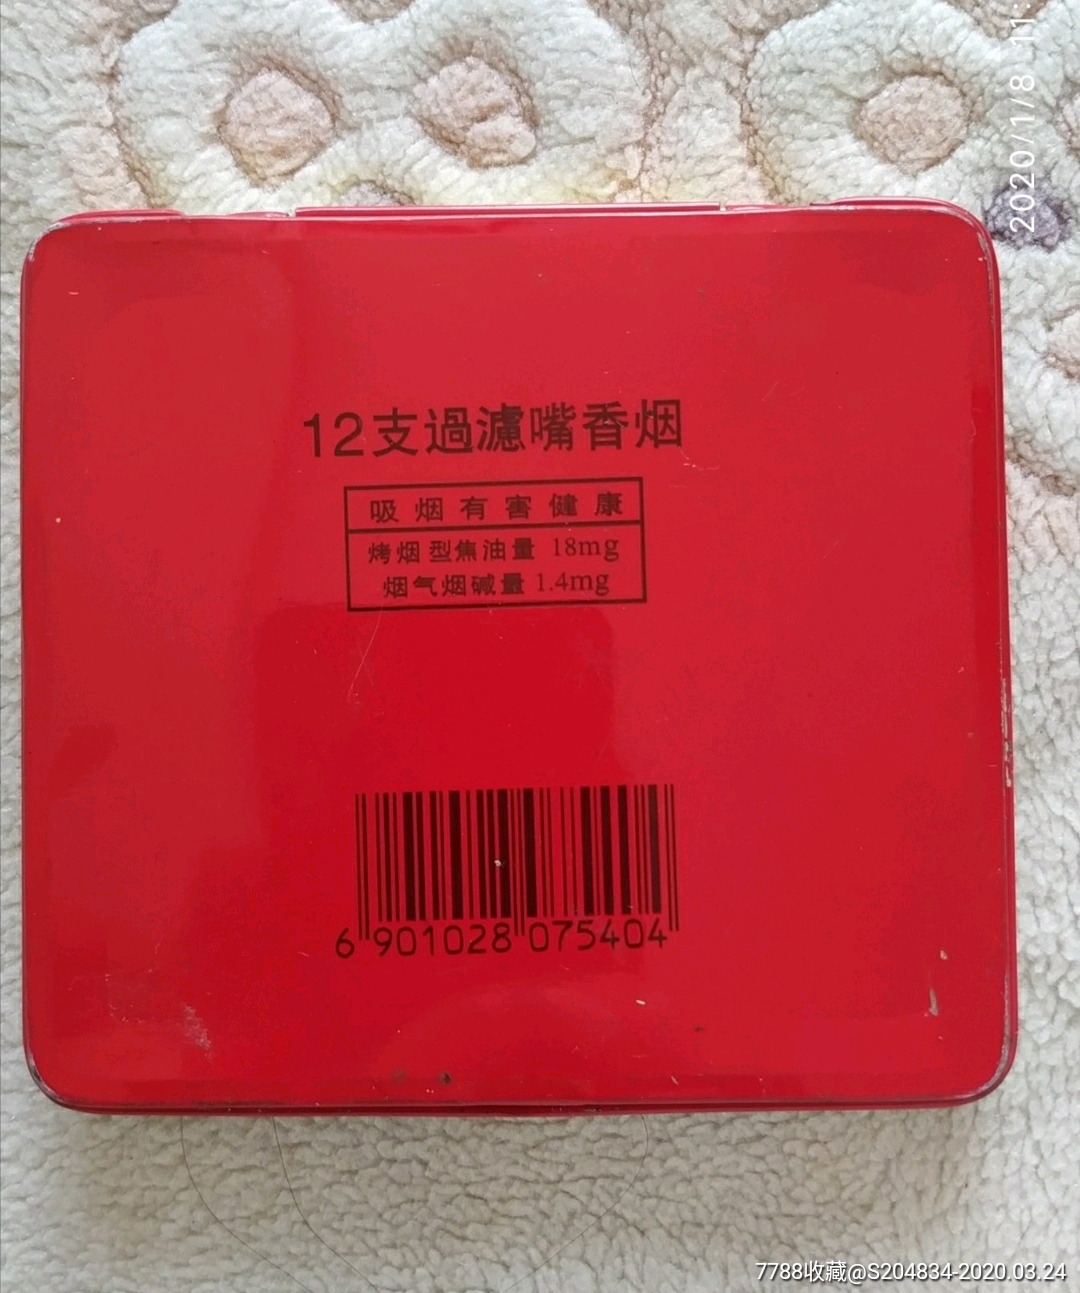 2020/1/8 11:
12支過濾嘴香烟
吸烟有害健康
烤烟型焦油量 18mg
烟气烟碱量 1.4mg
6 901028 075404
7788收藏@S204834-2020.03.24